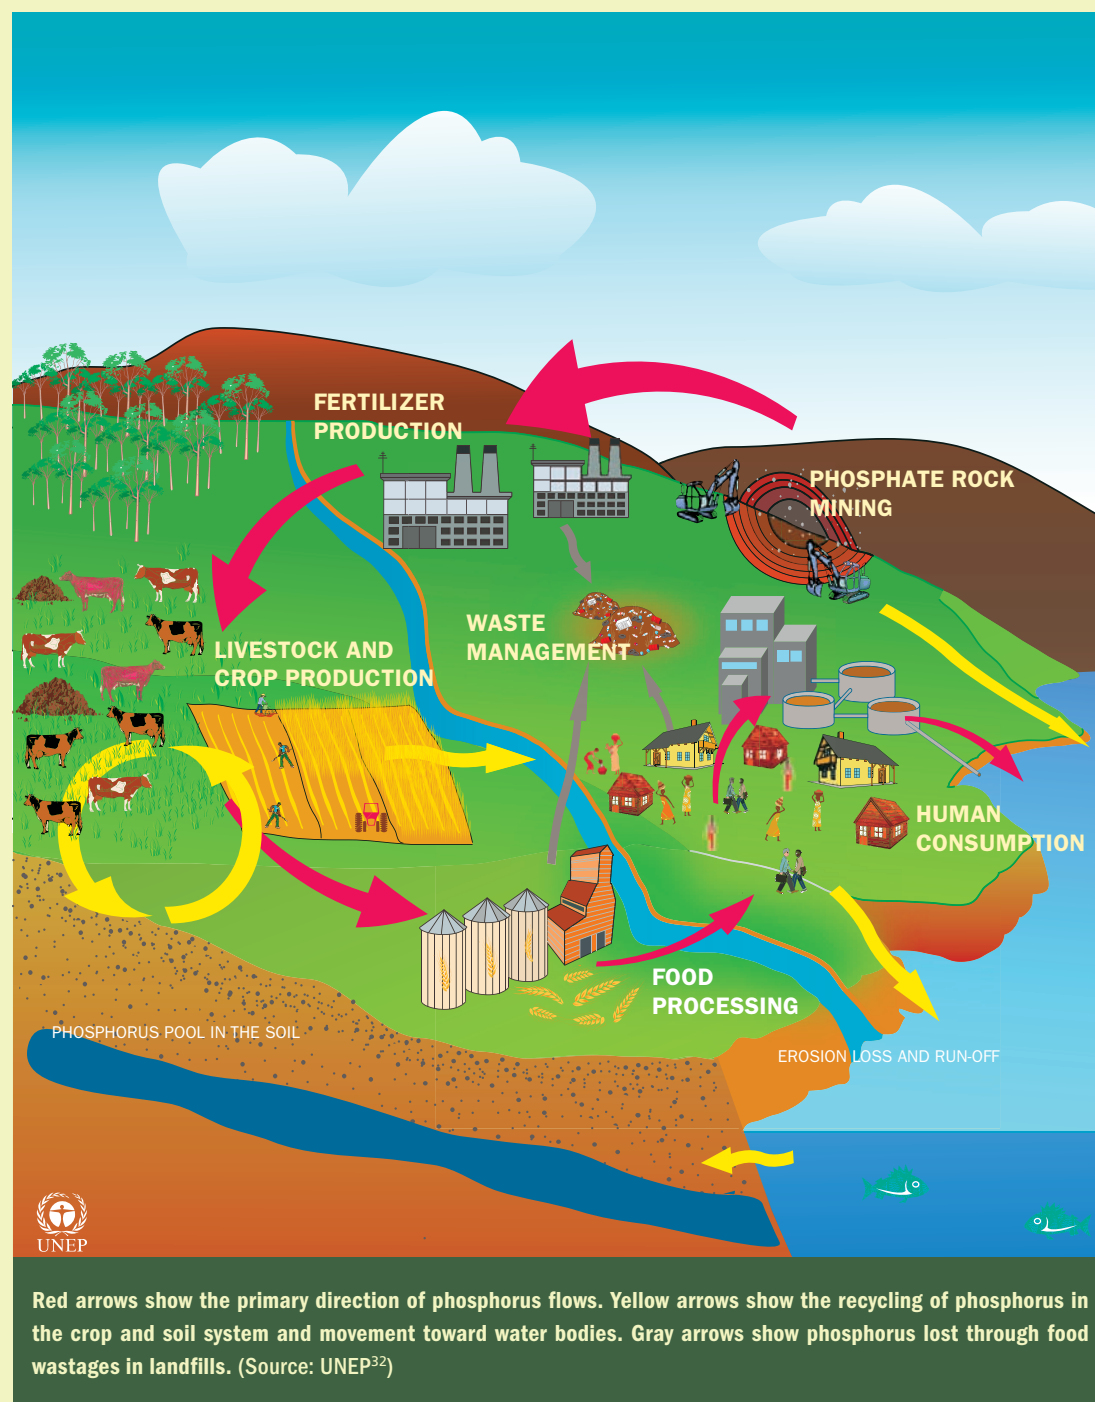 FERTILIZER
PRODUCTION
PHOSPHATE ROCK
MINING
WASTE
MANAGEMENT
LIVESTOCK AND
CROP PRODUCTION
HUMAN
CONSUMPTION
FOOD
PROCESSING
PHOSPHORUS POOL IN THE SOIL
EROSION LOSS AND RUN-OFF
UNEP
Red arrows show the primary direction of phosphorus flows. Yellow arrows show the recycling of phosphorus in
the crop and soil system and movement toward water bodies. Gray arrows show phosphorus lost through food
wastages in landfills. (Source: UNEP³²)